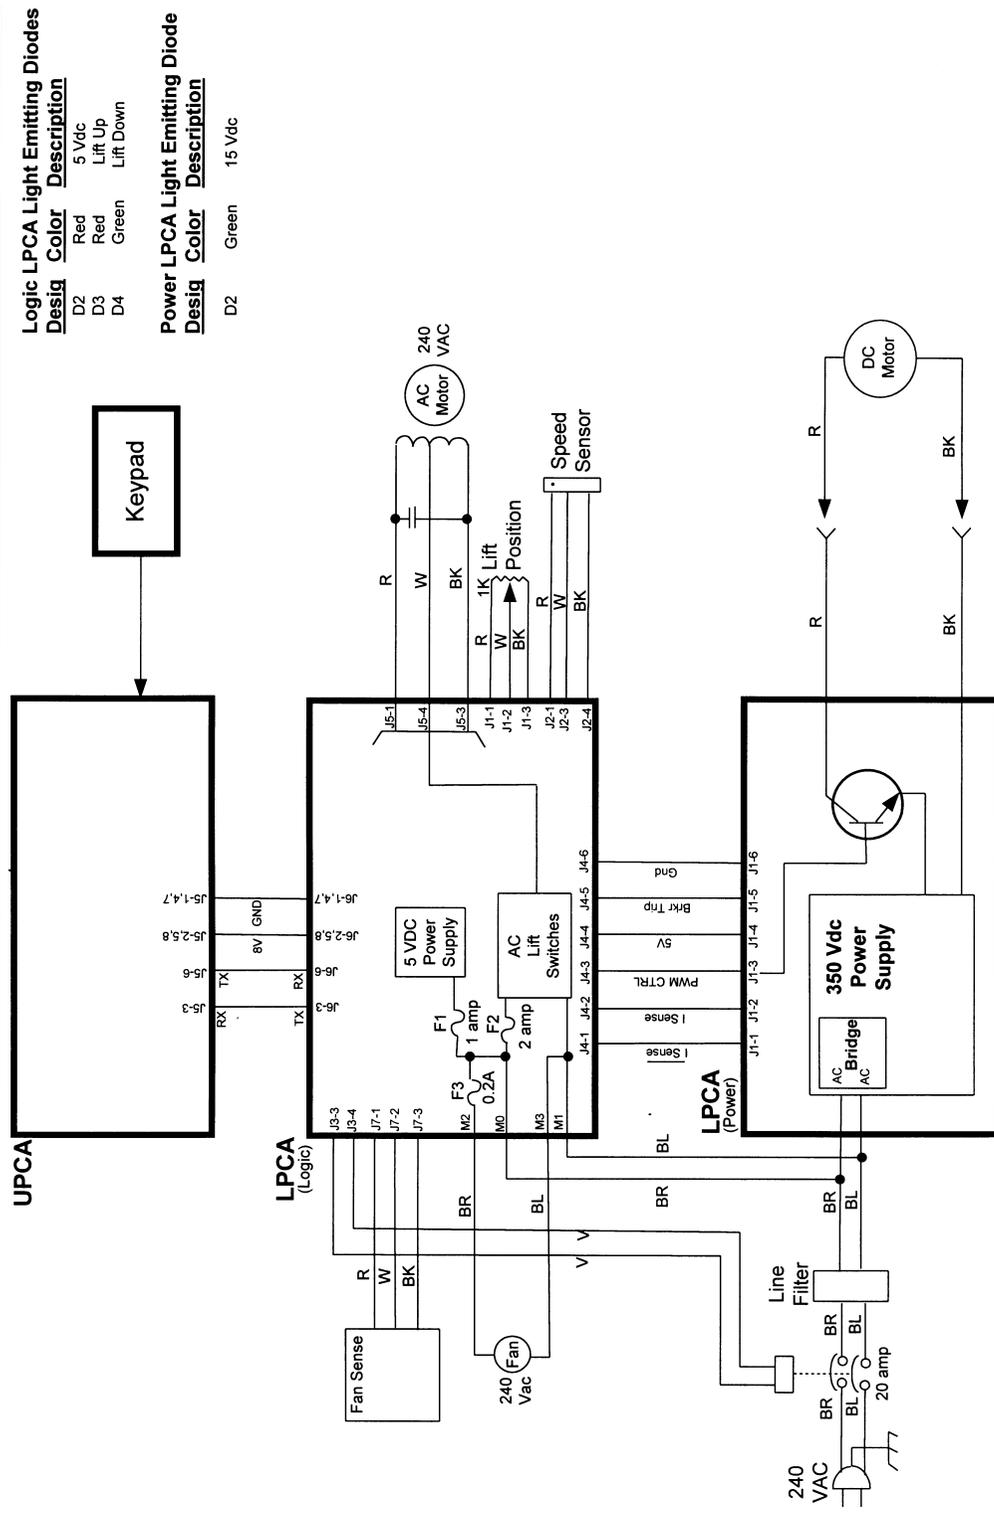 Logic LPCA Light Emitting Diodes
Desig Color Description
D2 Red 5 Vdc
D3 Red Lift Up
D4 Green Lift Down
Power LPCA Light Emitting Diode
Desig Color Description
D2 Green 15 Vdc
Keypad
UPCA
J5-3
J5-6
J5-2,5,8
J5-1,4,7
RX
TX
TX
RX
8V
GND
J6-3
J6-6
J6-2,5,8
J6-1,4,7
LPCA
(Logic)
J3-3
J3-4
J7-1
J7-2
J7-3
M2
M0
M3
M1
F3
0.2A
F1
1 amp
F2
2 amp
5 VDC
Power
Supply
AC
Lift
Switches
J5-1
J5-4
J5-3
J1-1
J1-2
J1-3
J2-1
J2-3
J2-4
R
W
BK
AC
Motor
240
VAC
R
W
BK
1K
Lift
Position
R
W
BK
Speed
Sensor
J4-1
J4-2
J4-3
J4-4
J4-5
J4-6
I Sense
I Sense
PWM CTRL
5V
Brkr Trip
Gnd
J1-1
J1-2
J1-3
J1-4
J1-5
J1-6
LPCA
(Power)
AC
AC
Bridge
350 Vdc
Power
Supply
R
BK
R
BK
DC
Motor
Fan Sense
R
W
BK
240
Vac
Fan
BR
BL
V
V
BR
BL
240
VAC
BR
BL
20 amp
BR
BL
Line
Filter
BR
BL